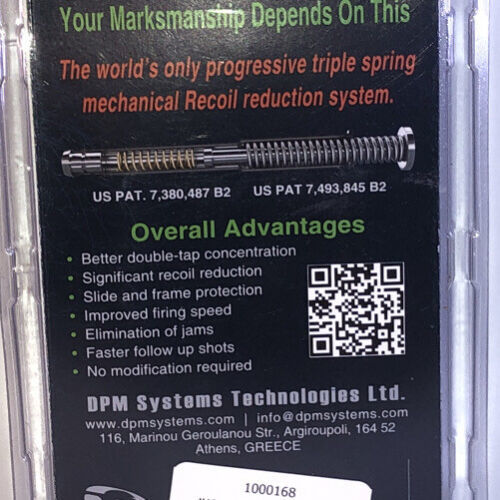 Your Marksmanship Depends On This
The world's only progressive triple spring
mechanical Recoil reduction system.
US PAT. 7,380,487 B2 US PAT 7,493,845 B2
Overall Advantages
• Better double-tap concentration
• Significant recoil reduction
• Slide and frame protection
• Improved firing speed
• Elimination of jams
• Faster follow up shots
• No modification required
DPM Systems Technologies Ltd.
www.dpmsystems.com | info@dpmsystems.com
116, Marinou Geroulanou Str., Argiroupoli, 164 52
Athens, GREECE
1000168